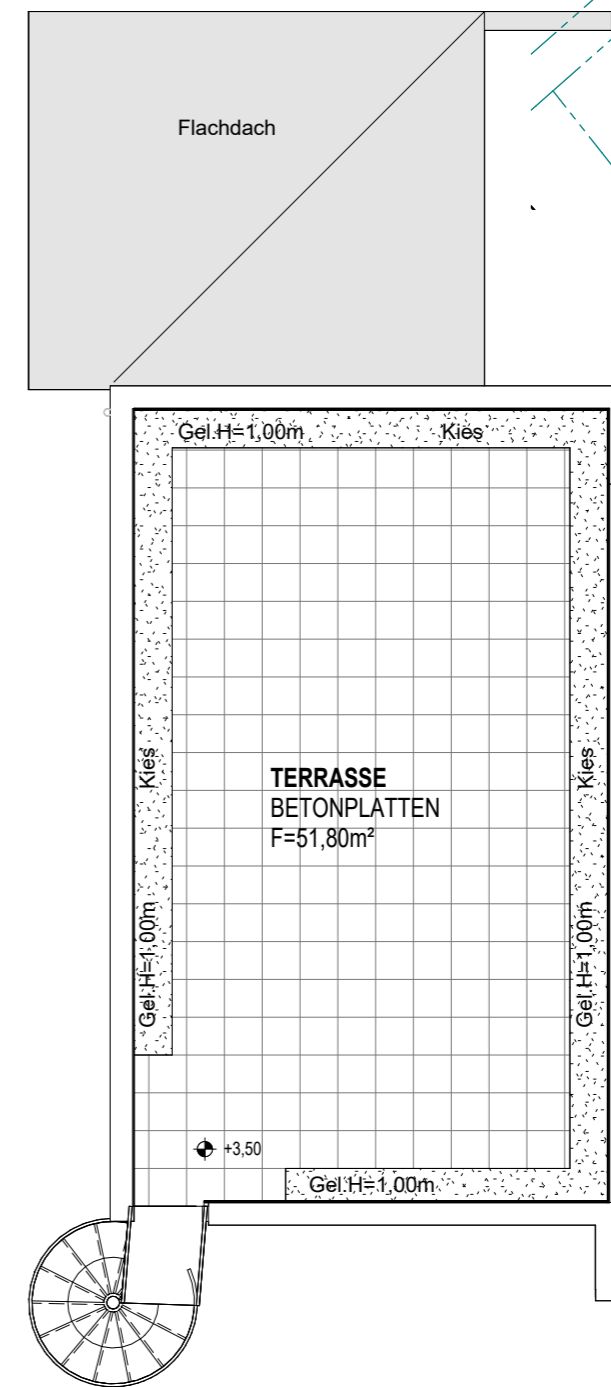 Flachdach
Gel.H=1,00m
Kies
Kies
Gel.H=1,00m
TERRASSE
BETONPLATTEN
F=51,80m²
Kies
Gel.H=1,00m
+3,50
Gel.H=1,00m